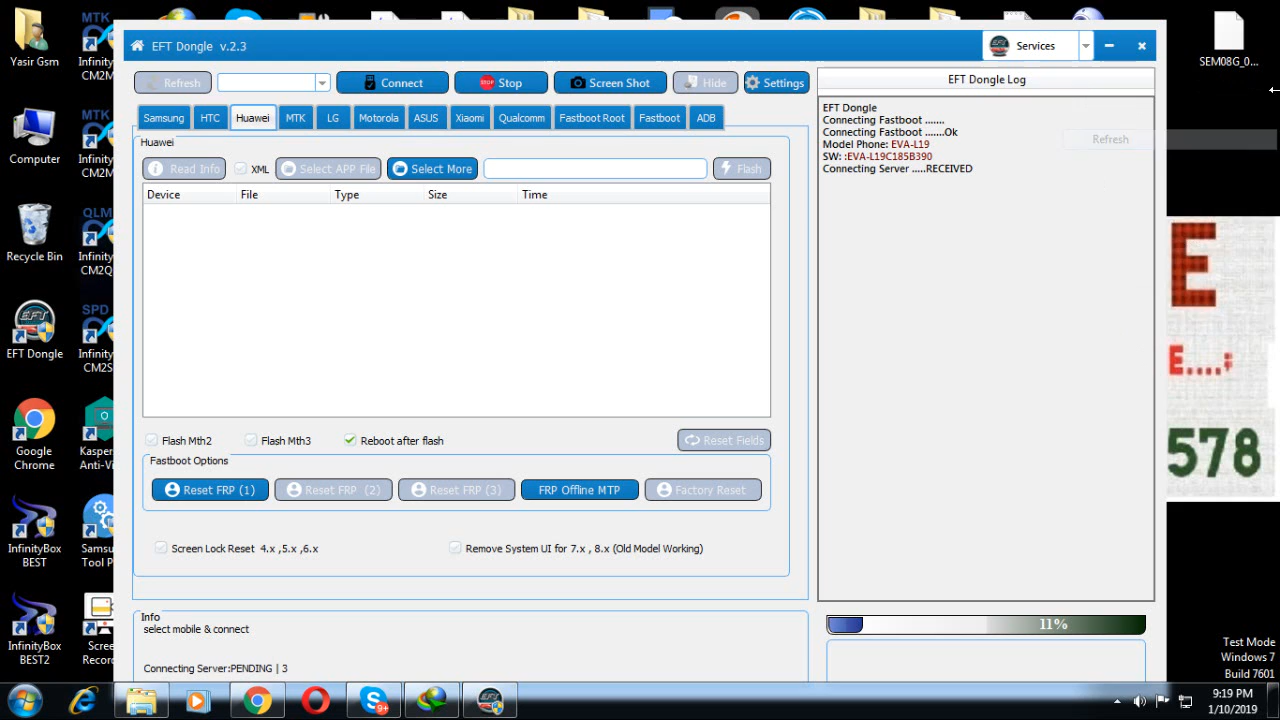 Yasir Gsm
Computer
Recycle Bin
EFT Dongle
Google
Chrome
InfinityBox
BEST
InfinityBox
BEST2
MTK
Infinity
CM2M
MTK
Infinity
CM2M
QLM
Infinity
CM2Q
SPD
Infinity
CM2S
Kaspe
Anti-Vi
Samsu
Tool P
Scree
Record
EFT Dongle v.2.3
Services
Refresh
Connect
Stop
Screen Shot
Hide
Settings
Samsung
HTC
Huawei
MTK
LG
Motorola
ASUS
Xiaomi
Qualcomm
Fastboot Root
Fastboot
ADB
Huawei
Read Info
XML
Select APP File
Select More
Flash
Device File Type Size Time
Flash Mth2
Flash Mth3
Reboot after flash
Reset Fields
Fastboot Options
Reset FRP (1)
Reset FRP (2)
Reset FRP (3)
FRP Offline MTP
Factory Reset
Screen Lock Reset 4.x ,5.x ,6.x
Remove System UI for 7.x , 8.x (Old Model Working)
Info
select mobile & connect
Connecting Server:PENDING | 3
EFT Dongle Log
EFT Dongle
Connecting Fastboot .......
Connecting Fastboot .......Ok
Model Phone: EVA-L19
SW: :EVA-L19C185B390
Connecting Server .....RECEIVED
11%
SEM08G_0...
Refresh
E
E....:
578
Test Mode
Windows 7
Build 7601
9+
9:19 PM
1/10/2019